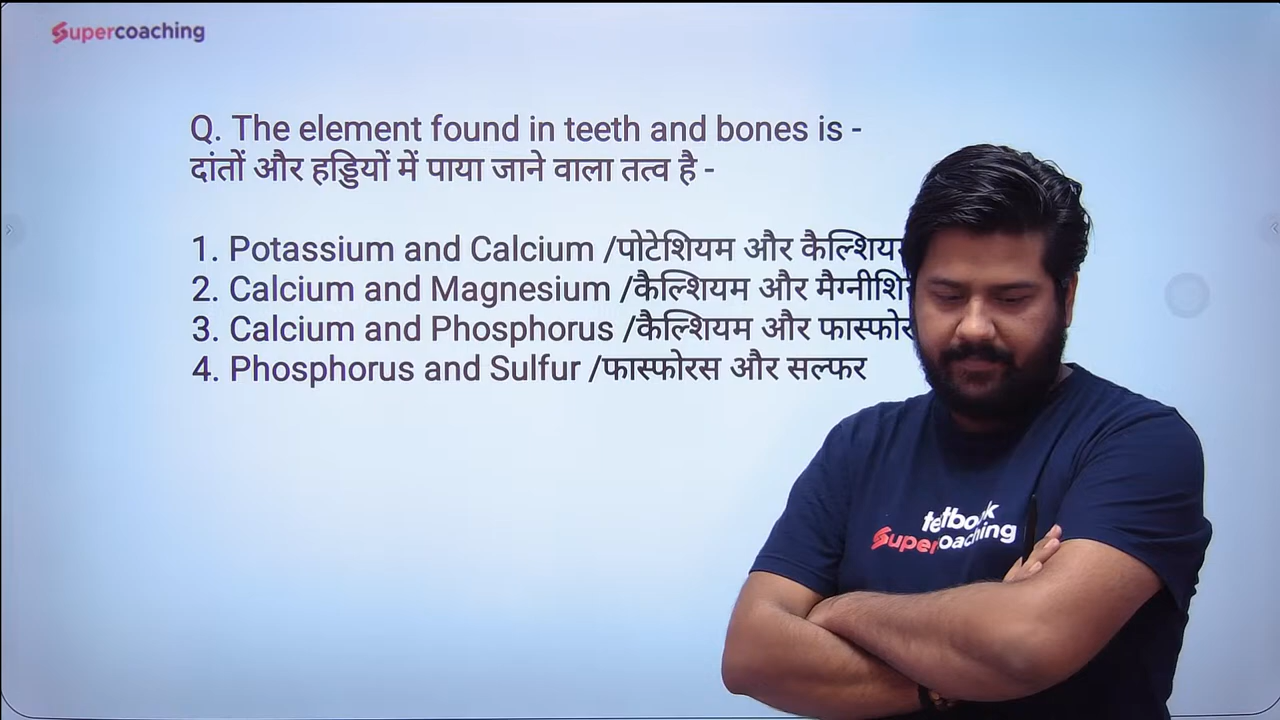 Supercoaching
Q. The element found in teeth and bones is -
दांतों और हड्डियों में पाया जाने वाला तत्व है -
1. Potassium and Calcium /पोटेशियम और
2. Calcium and Magnesium /कैल्शियम और
3. Calcium and Phosphorus /कैल्शियम और
4. Phosphorus and Sulfur /फास्फोरस और सल्फर
Supercoaching